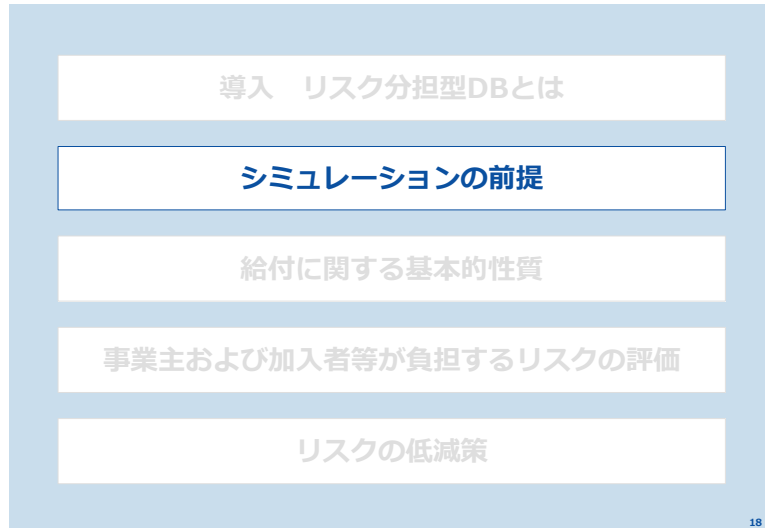 導入　リスク分担型DBとは
シミュレーションの前提
給付に関する基本的性質
事業主および加入者等が負担するリスクの評価
リスクの低減策
18